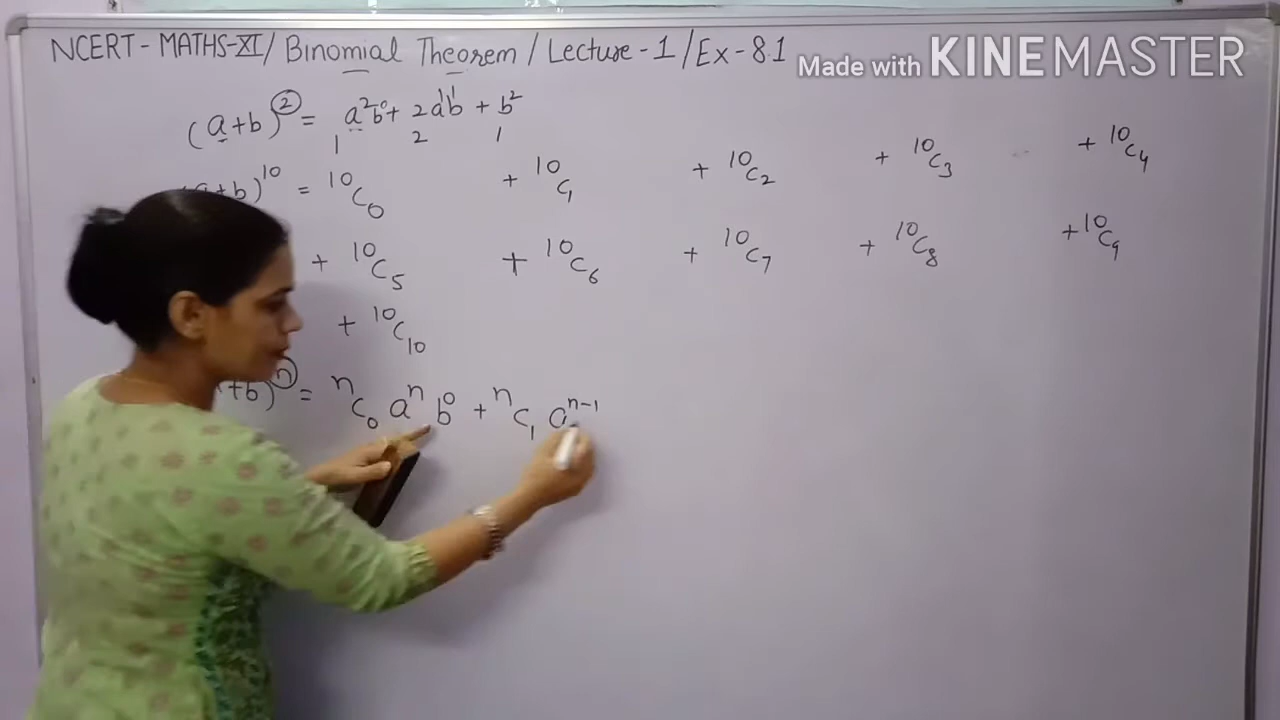 NCERT - MATHS-XI / Binomial Theorem / Lecture - 1 / Ex - 8.1
Made with KINEMASTER
(a+b)² = a²b⁰ + 2a¹b¹ + b²
1 2 1
+b)¹⁰ = ¹⁰C₀ + ¹⁰C₁ + ¹⁰C₂ + ¹⁰C₃ + ¹⁰C₄
+ ¹⁰C₅ + ¹⁰C₆ + ¹⁰C₇ + ¹⁰C₈ + ¹⁰C₉
+ ¹⁰C₁₀
+b)ⁿ = ⁿC₀ aⁿ b⁰ + ⁿC₁ aⁿ⁻¹